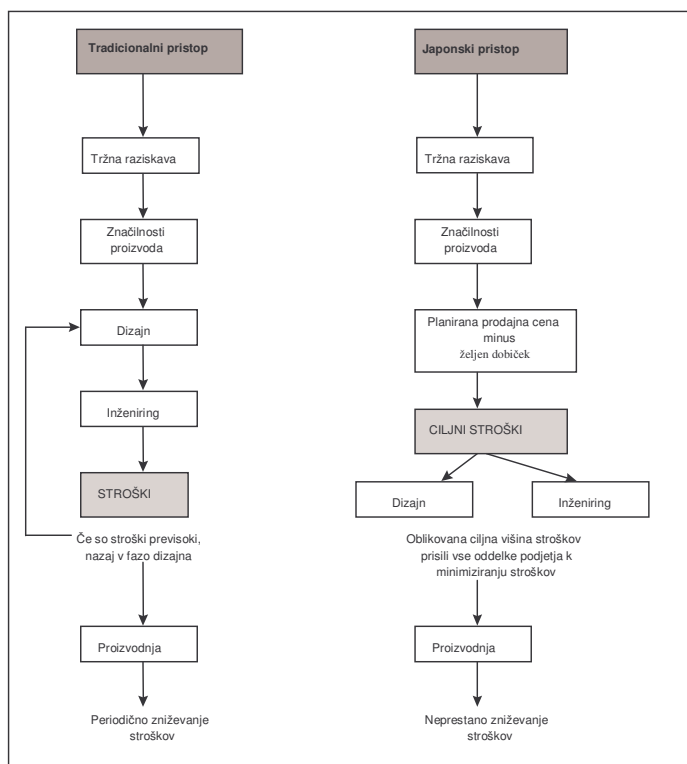 Tradicionalni pristop
Tržna raziskava
Značilnosti
proizvoda
Dizajn
Inženiring
STROŠKI
Če so stroški previsoki,
nazaj v fazo dizajna
Proizvodnja
Periodično zniževanje
stroškov
Japonski pristop
Tržna raziskava
Značilnosti
proizvoda
Planirana prodajna cena
minus
željen dobiček
CILJNI STROŠKI
Dizajn
Inženiring
Oblikovana ciljna višina stroškov
prisili vse oddelke podjetja k
minimiziranju stroškov
Proizvodnja
Neprestano zniževanje
stroškov